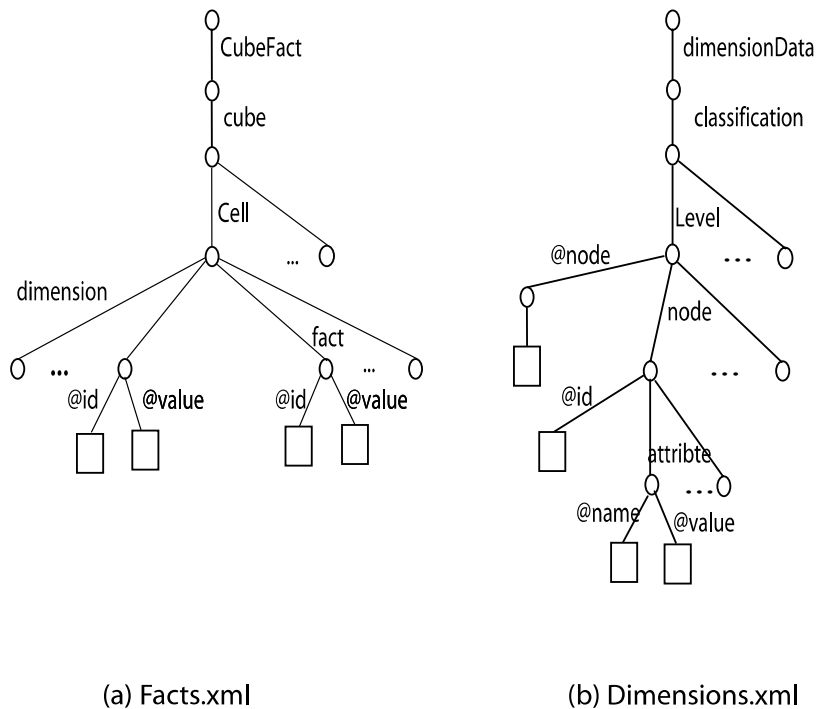 CubeFact
cube
Cell
...
dimension
fact
...
...
@id
@value
@id
@value
(a) Facts.xml
dimensionData
classification
Level
@node
...
node
...
@id
attribte
...
@name
@value
(b) Dimensions.xml